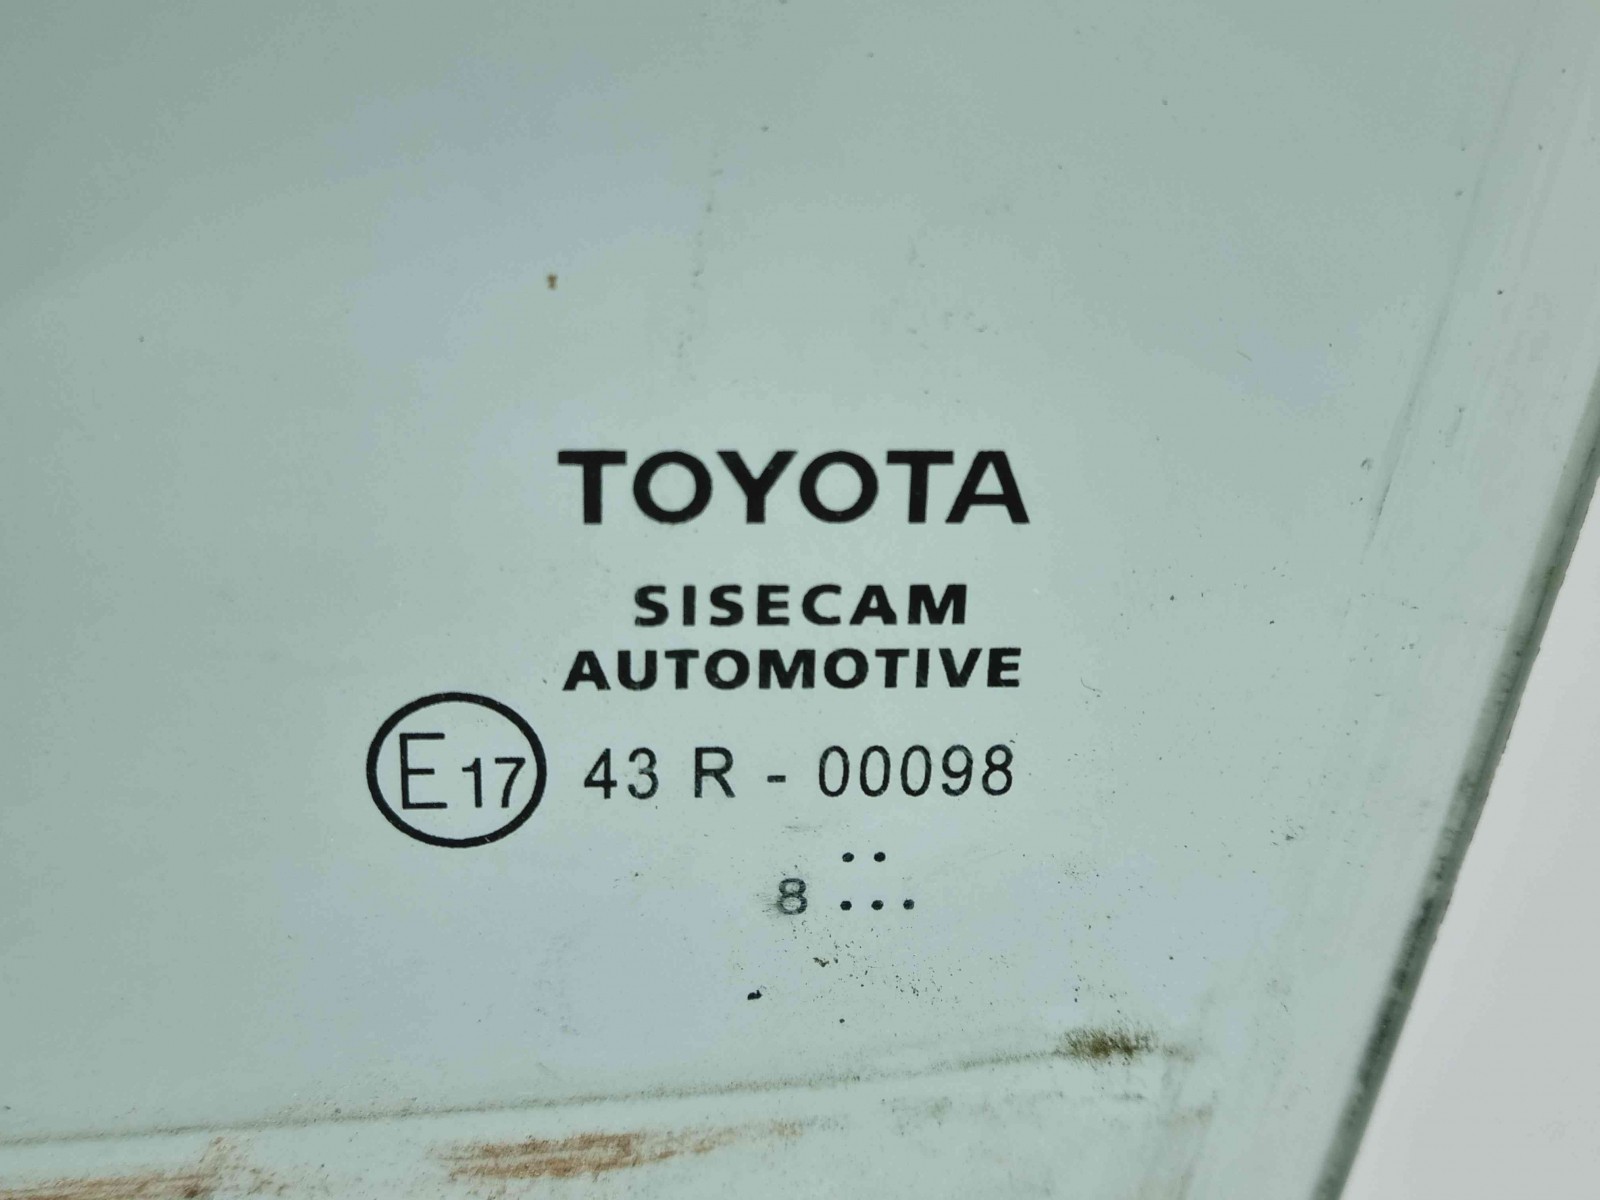 TOYOTA
SISECAM
AUTOMOTIVE
E17 43 R - 00098
..
8 ...